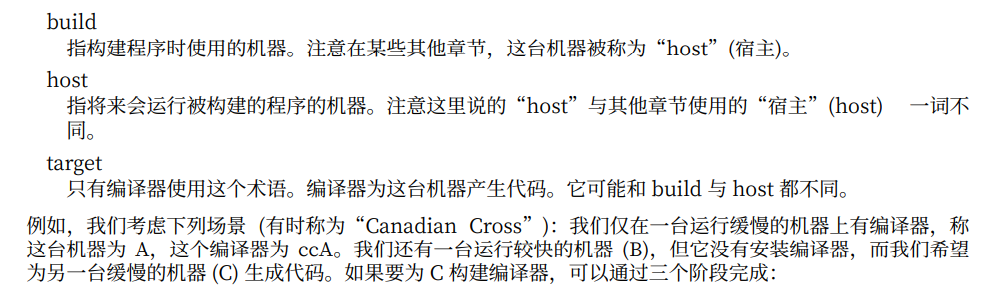 build
指构建程序时使用的机器。注意在某些其他章节，这台机器被称为“host”(宿主)。
host
指将来会运行被构建的程序的机器。注意这里说的“host”与其他章节使用的“宿主”(host) 一词不
同。
target
只有编译器使用这个术语。编译器为这台机器产生代码。它可能和 build 与 host 都不同。
例如，我们考虑下列场景 (有时称为“Canadian Cross”)：我们仅在一台运行缓慢的机器上有编译器，称
这台机器为 A，这个编译器为 ccA。我们还有一台运行较快的机器 (B)，但它没有安装编译器，而我们希望
为另一台缓慢的机器 (C) 生成代码。如果要为 C 构建编译器，可以通过三个阶段完成：